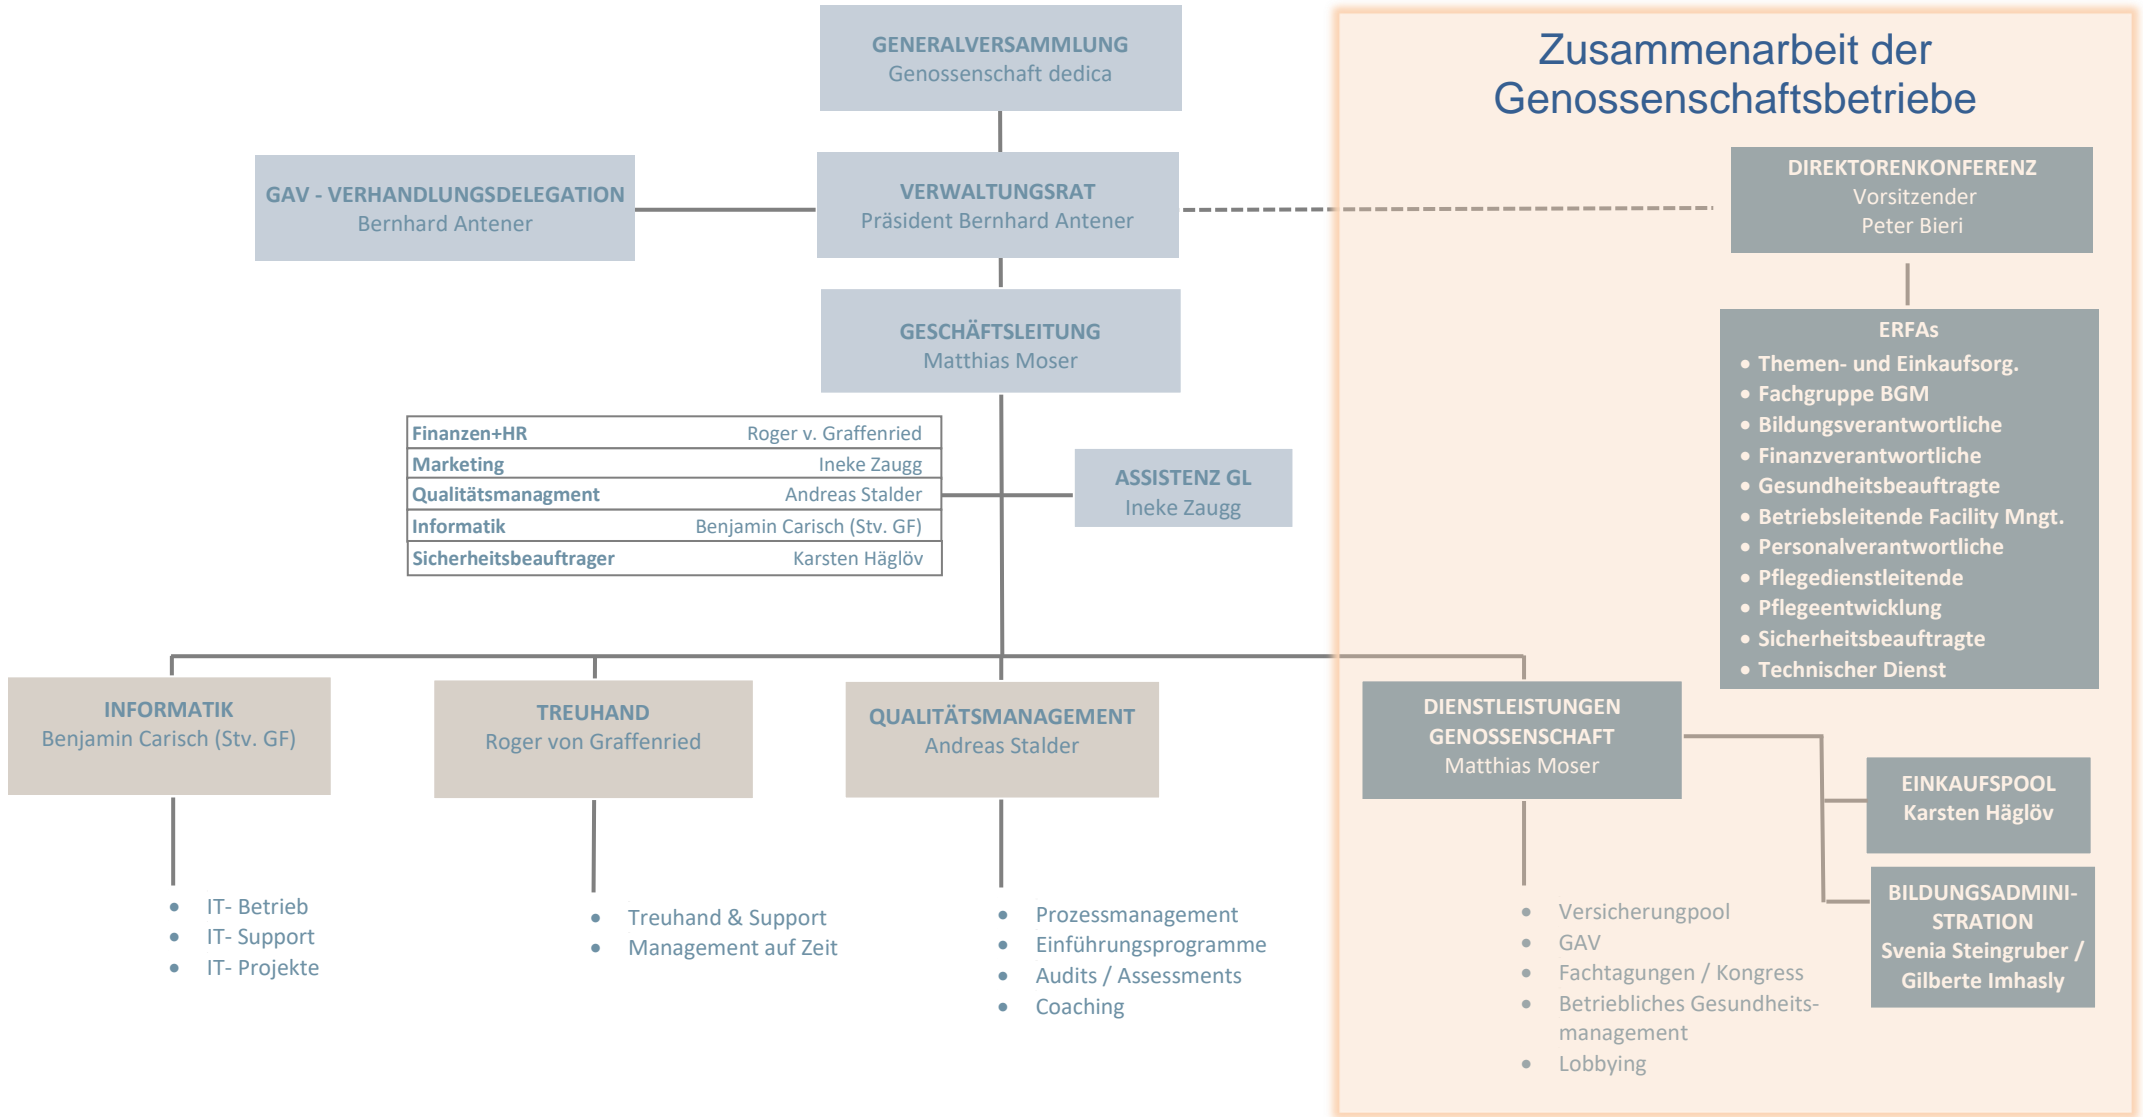 GENERALVERSAMMLUNG
Genossenschaft dedica
Zusammenarbeit der
Genossenschaftsbetriebe
GAV - VERHANDLUNGSDELEGATION
Bernhard Antener
VERWALTUNGSRAT
Präsident Bernhard Antener
DIREKTORENKONFERENZ
Vorsitzender
Peter Bieri
GESCHÄFTSLEITUNG
Matthias Moser
ERFAs
• Themen- und Einkaufsorg.
• Fachgruppe BGM
• Bildungsverantwortliche
• Finanzverantwortliche
• Gesundheitsbeauftragte
• Betriebsleitende Facility Mngt.
• Personalverantwortliche
• Pflegedienstleitende
• Pflegeentwicklung
• Sicherheitsbeauftragte
• Technischer Dienst
Finanzen+HR Roger v. Graffenried
Marketing Ineke Zaugg
Qualitätsmanagment Andreas Stalder
Informatik Benjamin Carisch (Stv. GF)
Sicherheitsbeauftrager Karsten Häglöv
ASSISTENZ GL
Ineke Zaugg
INFORMATIK
Benjamin Carisch (Stv. GF)
TREUHAND
Roger von Graffenried
QUALITÄTSMANAGEMENT
Andreas Stalder
DIENSTLEISTUNGEN
GENOSSENSCHAFT
Matthias Moser
EINKAUFSPOOL
Karsten Häglöv
BILDUNGSADMINI-
STRATION
Svenia Steingruber /
Gilberte Imhasly
• IT- Betrieb
• IT- Support
• IT- Projekte
• Treuhand & Support
• Management auf Zeit
• Prozessmanagement
• Einführungsprogramme
• Audits / Assessments
• Coaching
• Versicherungpool
• GAV
• Fachtagungen / Kongress
• Betriebliches Gesundheits-
management
• Lobbying